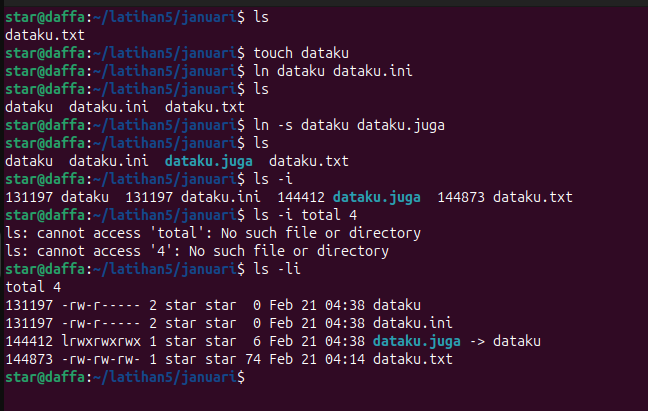 star@daffa:~/latihan5/januari$ ls
dataku.txt
star@daffa:~/latihan5/januari$ touch dataku
star@daffa:~/latihan5/januari$ ln dataku dataku.ini
star@daffa:~/latihan5/januari$ ls
dataku  dataku.ini  dataku.txt
star@daffa:~/latihan5/januari$ ln -s dataku dataku.juga
star@daffa:~/latihan5/januari$ ls
dataku  dataku.ini  dataku.juga  dataku.txt
star@daffa:~/latihan5/januari$ ls -i
131197 dataku  131197 dataku.ini  144412 dataku.juga  144873 dataku.txt
star@daffa:~/latihan5/januari$ ls -i total 4
ls: cannot access 'total': No such file or directory
ls: cannot access '4': No such file or directory
star@daffa:~/latihan5/januari$ ls -li
total 4
131197 -rw-r----- 2 star star  0 Feb 21 04:38 dataku
131197 -rw-r----- 2 star star  0 Feb 21 04:38 dataku.ini
144412 lrwxrwxrwx 1 star star  6 Feb 21 04:38 dataku.juga -> dataku
144873 -rw-rw-rw- 1 star star 74 Feb 21 04:14 dataku.txt
star@daffa:~/latihan5/januari$